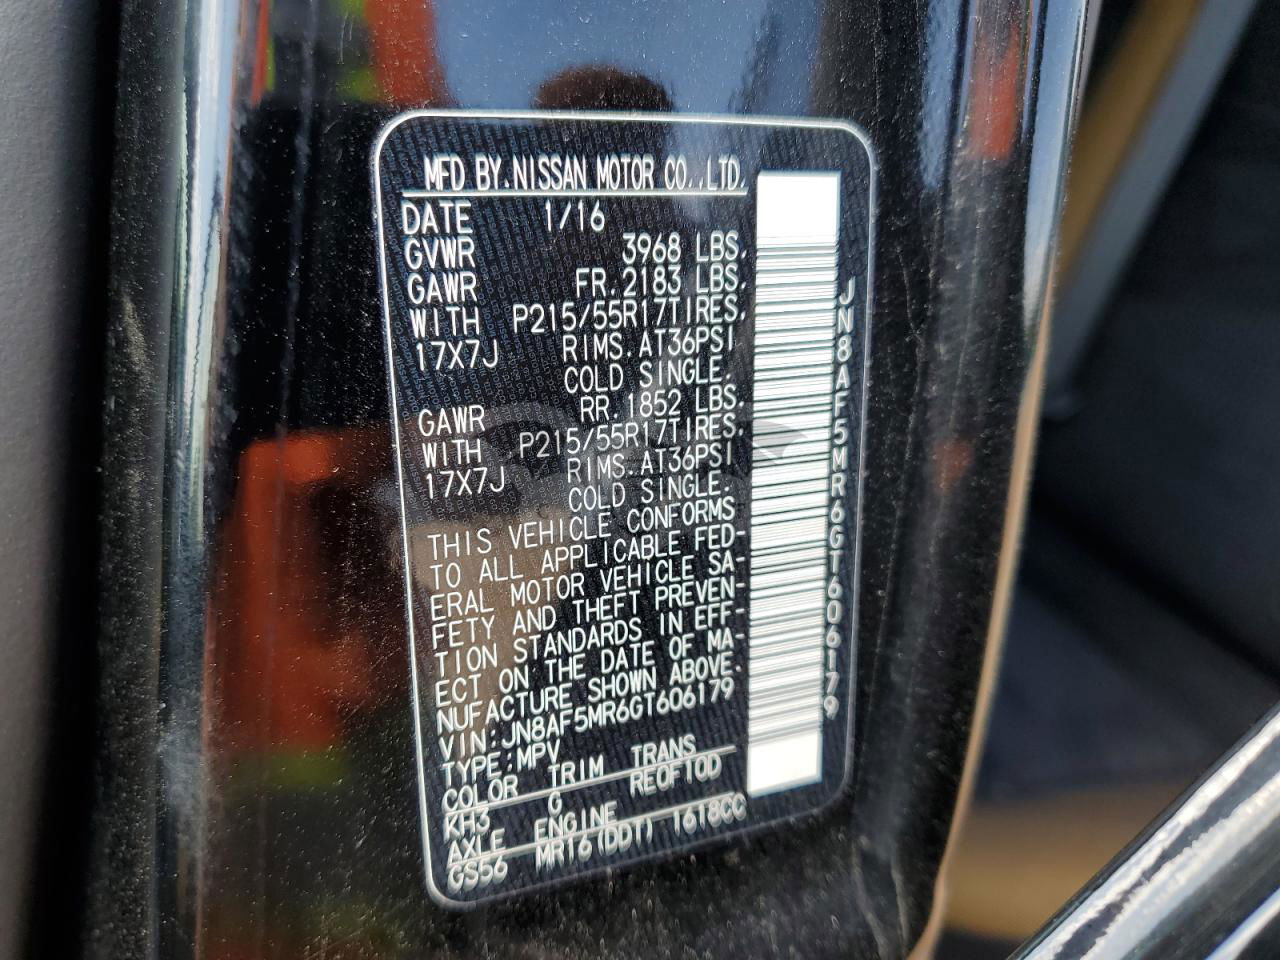 MFD BY.NISSAN MOTOR CO.,LTD.
DATE 1/16
GVWR 3968 LBS.
GAWR FR.2183 LBS.
WITH P215/55R17TIRES.
17X7J RIMS.AT36PSI
COLD SINGLE.
GAWR RR.1852 LBS.
WITH P215/55R17TIRES.
17X7J RIMS.AT36PSI
COLD SINGLE.
THIS VEHICLE CONFORMS
TO ALL APPLICABLE FED-
ERAL MOTOR VEHICLE SA-
FETY AND THEFT PREVEN-
TION STANDARDS IN EFF-
ECT ON THE DATE OF MA-
NUFACTURE SHOWN ABOVE.
VIN:JN8AF5MR6GT606179
TYPE:MPV
COLOR TRIM TRANS
KH3 G RE0F10D
AXLE ENGINE
GS56 MR16(DDT) 1618CC
JN8AF5MR6GT606179